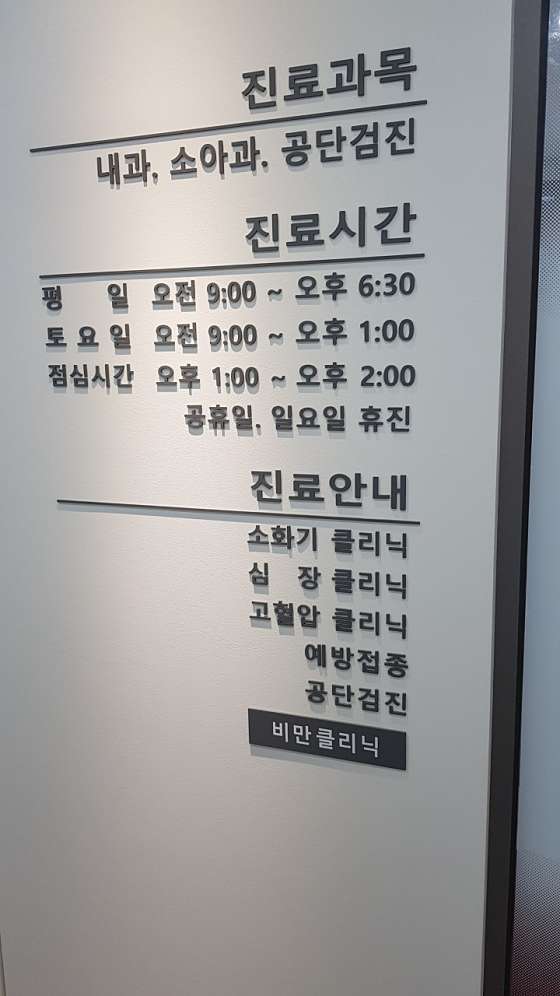 진료과목
내과. 소아과. 공단검진
진료시간
평 일 오전 9:00 ~ 오후 6:30
토요일 오전 9:00 ~ 오후 1:00
점심시간 오후 1:00 ~ 오후 2:00
공휴일. 일요일 휴진
진료안내
소화기 클리닉
심 장 클리닉
고혈압 클리닉
예방접종
공단검진
비만클리닉